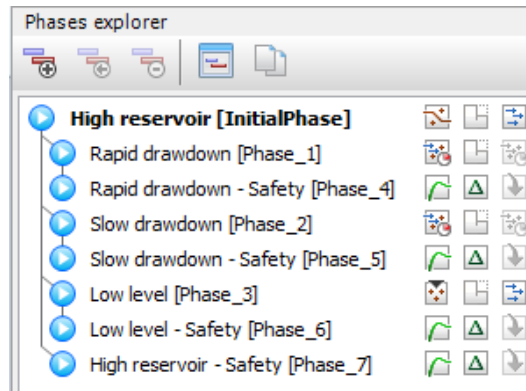 Phases explorer
High reservoir [InitialPhase]
Rapid drawdown [Phase_1]
Rapid drawdown - Safety [Phase_4]
Slow drawdown [Phase_2]
Slow drawdown - Safety [Phase_5]
Low level [Phase_3]
Low level - Safety [Phase_6]
High reservoir - Safety [Phase_7]